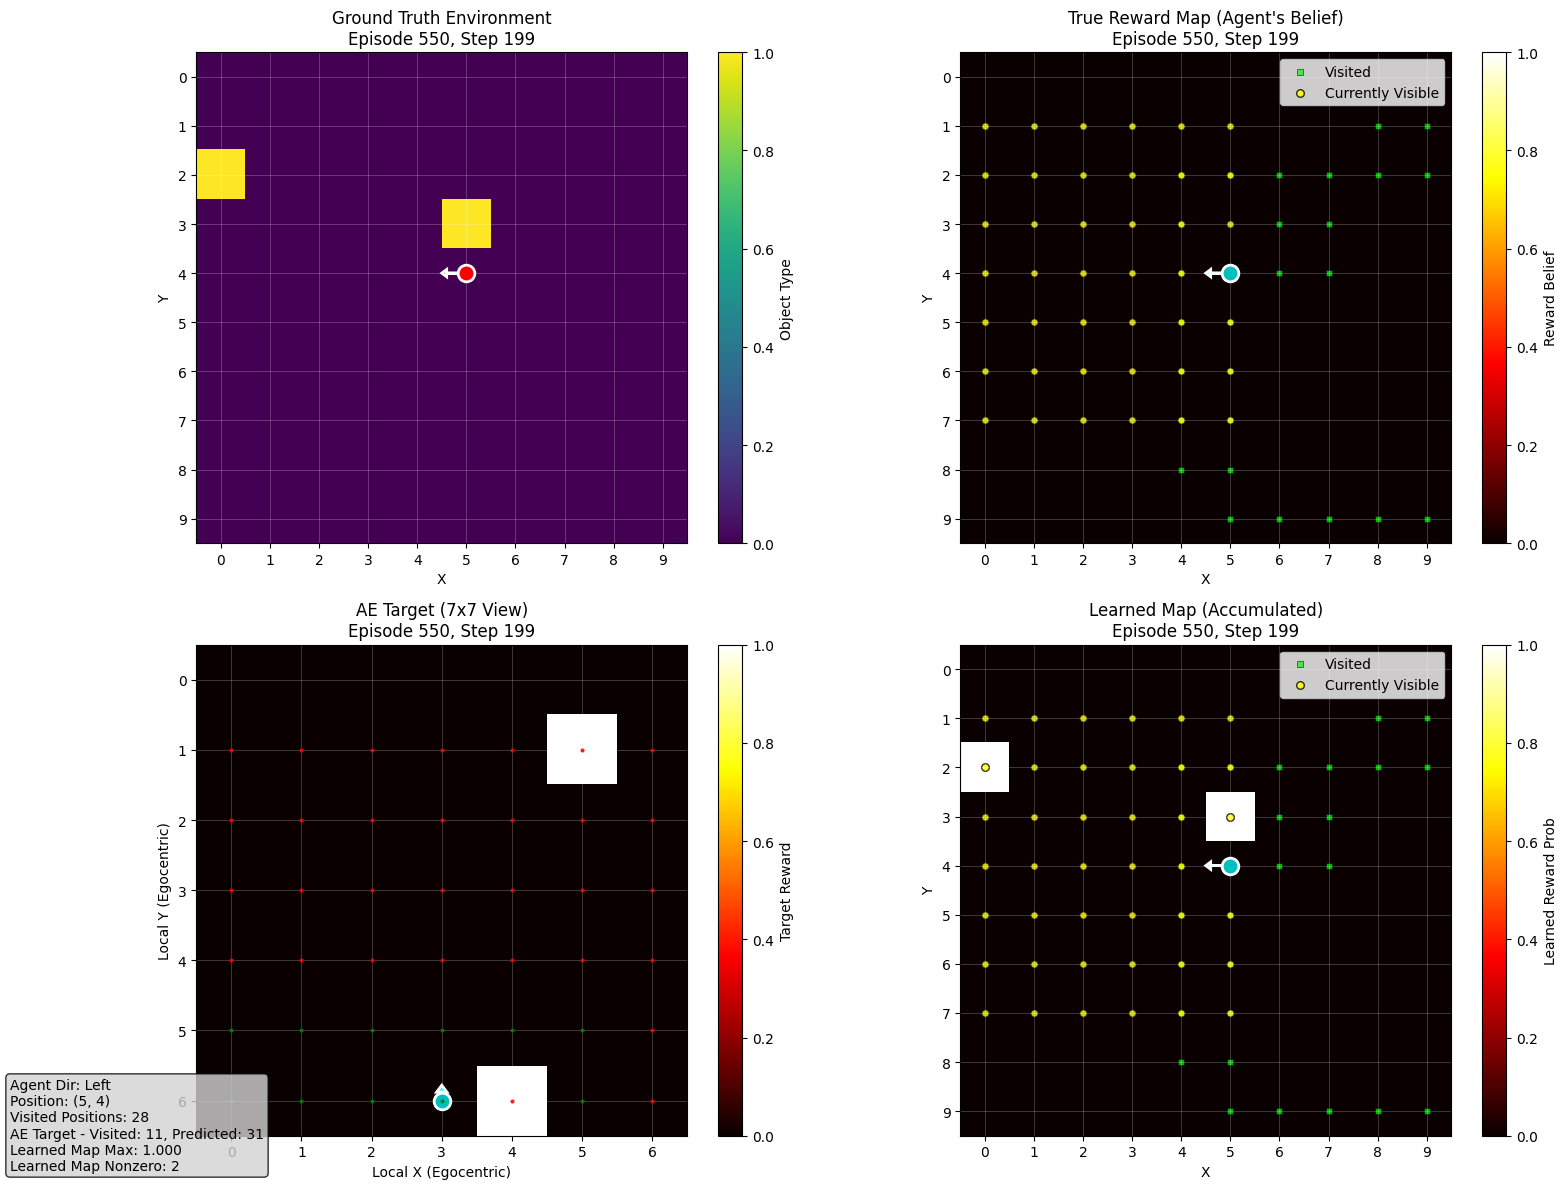 Ground Truth Environment
Episode 550, Step 199
0
1
2
3
4
5
6
7
8
9
Y
0 1 2 3 4 5 6 7 8 9
X
1.0
0.8
0.6
0.4
0.2
0.0
Object Type
True Reward Map (Agent's Belief)
Episode 550, Step 199
Visited
Currently Visible
0
1
2
3
4
5
6
7
8
9
Y
0 1 2 3 4 5 6 7 8 9
X
1.0
0.8
0.6
0.4
0.2
0.0
Reward Belief
AE Target (7x7 View)
Episode 550, Step 199
0
1
2
3
4
5
6
Local Y (Egocentric)
0 1 2 3 4 5 6
Local X (Egocentric)
1.0
0.8
0.6
0.4
0.2
0.0
Target Reward
Agent Dir: Left
Position: (5, 4)
Visited Positions: 28
AE Target - Visited: 11, Predicted: 31
Learned Map Max: 1.000
Learned Map Nonzero: 2
Learned Map (Accumulated)
Episode 550, Step 199
Visited
Currently Visible
0
1
2
3
4
5
6
7
8
9
Y
0 1 2 3 4 5 6 7 8 9
X
1.0
0.8
0.6
0.4
0.2
0.0
Learned Reward Prob